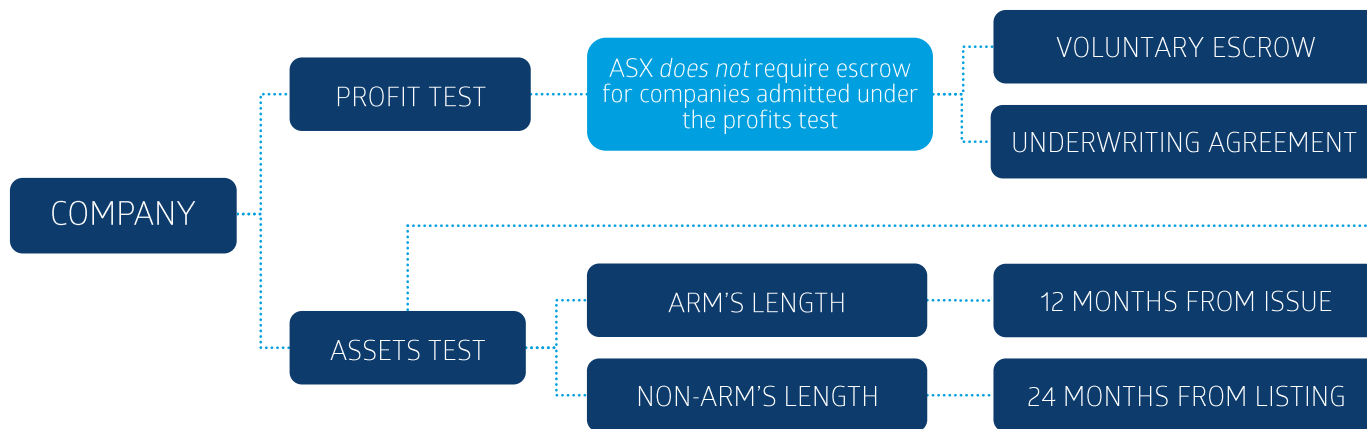 VOLUNTARY ESCROW
PROFIT TEST
ASX does not require escrow
for companies admitted under
the profits test
UNDERWRITING AGREEMENT
COMPANY
ARM'S LENGTH
12 MONTHS FROM ISSUE
ASSETS TEST
NON-ARM'S LENGTH
24 MONTHS FROM LISTING